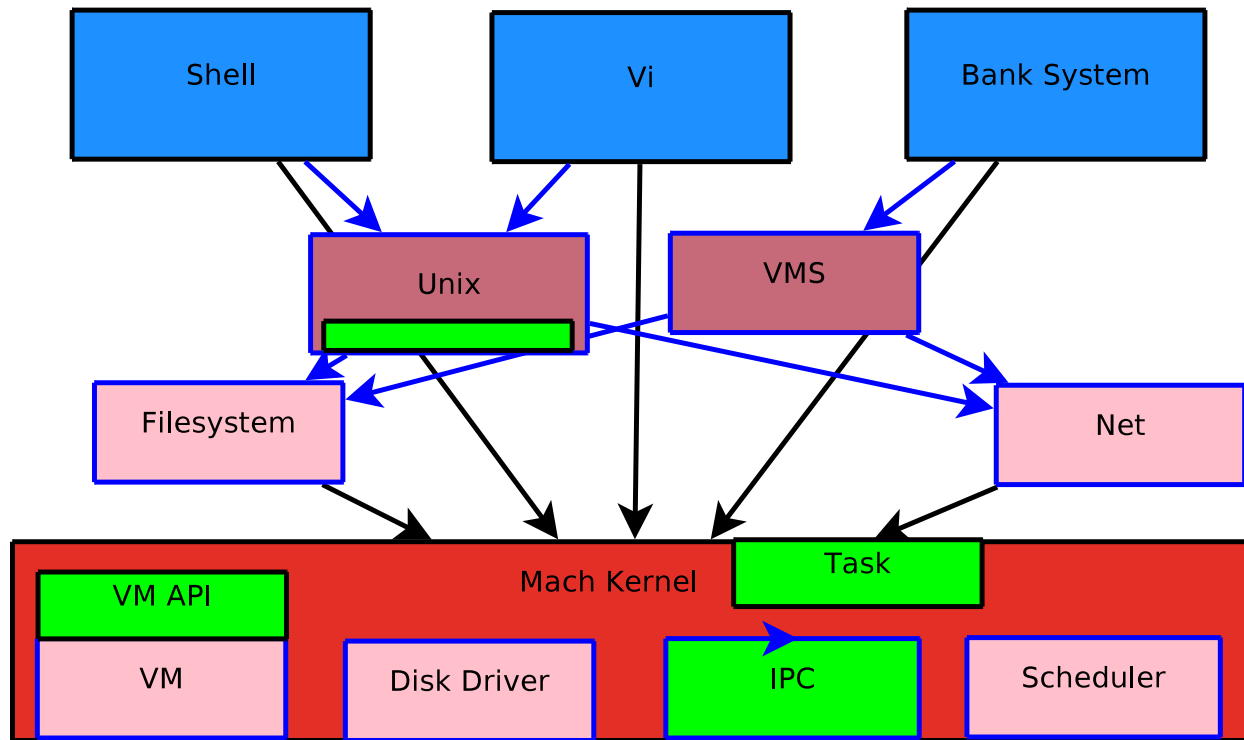 Shell
Vi
Bank System
Unix
VMS
Filesystem
Net
Mach Kernel
Task
VM API
VM
Disk Driver
IPC
Scheduler